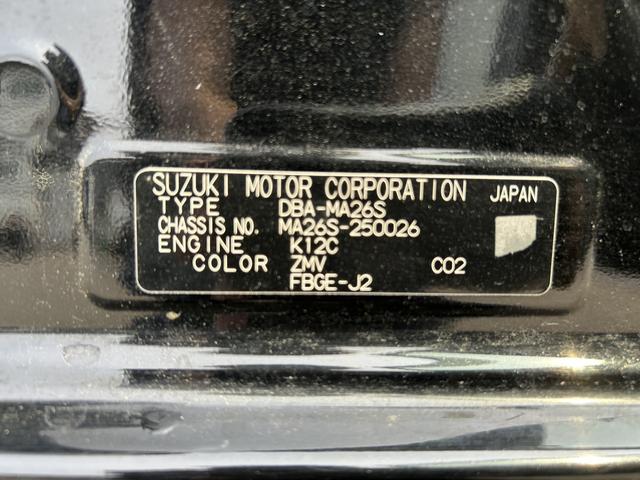 SUZUKI MOTOR CORPORATION JAPAN
TYPE DBA-MA26S
CHASSIS NO. MA26S-250026
ENGINE K12C
COLOR ZMV C02
FBGE-J2